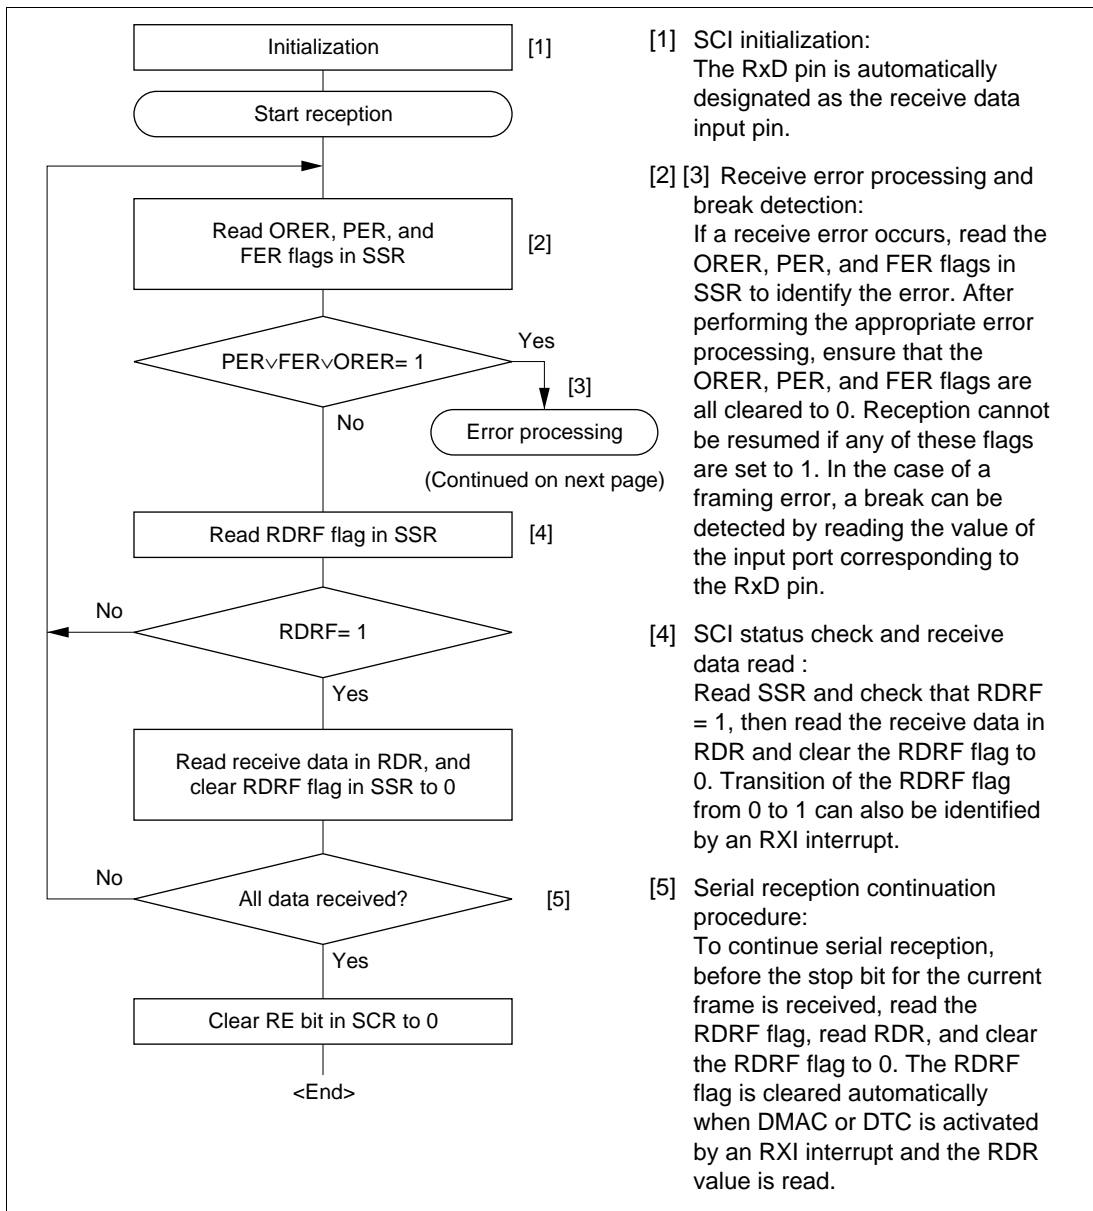 Initialization
[1]
Start reception
Read ORER, PER, and
FER flags in SSR
[2]
PER∨FER∨ORER= 1
Yes
[3]
No
Error processing
(Continued on next page)
Read RDRF flag in SSR
[4]
No
RDRF= 1
Yes
Read receive data in RDR, and
clear RDRF flag in SSR to 0
No
All data received?
[5]
Yes
Clear RE bit in SCR to 0
<End>
[1] SCI initialization:
The RxD pin is automatically
designated as the receive data
input pin.
[2] [3] Receive error processing and
break detection:
If a receive error occurs, read the
ORER, PER, and FER flags in
SSR to identify the error. After
performing the appropriate error
processing, ensure that the
ORER, PER, and FER flags are
all cleared to 0. Reception cannot
be resumed if any of these flags
are set to 1. In the case of a
framing error, a break can be
detected by reading the value of
the input port corresponding to
the RxD pin.
[4] SCI status check and receive
data read :
Read SSR and check that RDRF
= 1, then read the receive data in
RDR and clear the RDRF flag to
0. Transition of the RDRF flag
from 0 to 1 can also be identified
by an RXI interrupt.
[5] Serial reception continuation
procedure:
To continue serial reception,
before the stop bit for the current
frame is received, read the
RDRF flag, read RDR, and clear
the RDRF flag to 0. The RDRF
flag is cleared automatically
when DMAC or DTC is activated
by an RXI interrupt and the RDR
value is read.